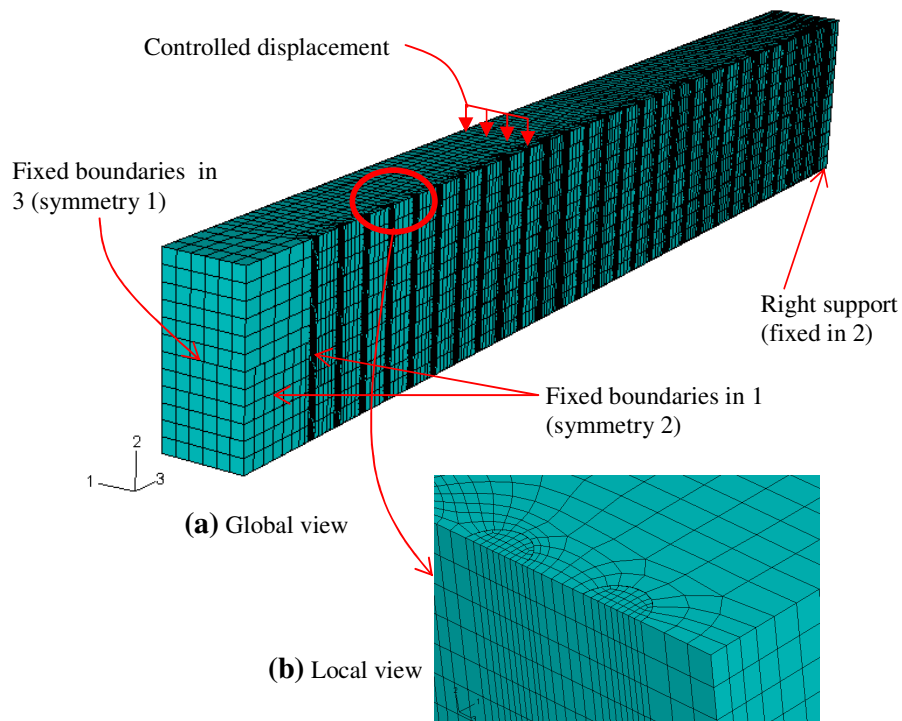 Controlled displacement
Fixed boundaries in
3 (symmetry 1)
Right support
(fixed in 2)
Fixed boundaries in 1
(symmetry 2)
2
1
3
(a) Global view
(b) Local view